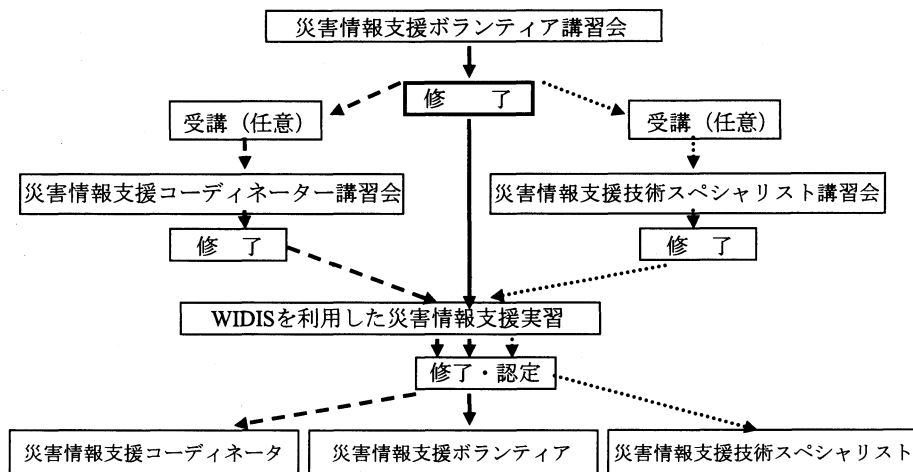 災害情報支援ボランティア講習会
修 了
受講（任意）
受講（任意）
災害情報支援コーディネーター講習会
災害情報支援技術スペシャリスト講習会
修 了
修 了
WIDISを利用した災害情報支援実習
修了・認定
災害情報支援コーディネータ
災害情報支援ボランティア
災害情報支援技術スペシャリスト